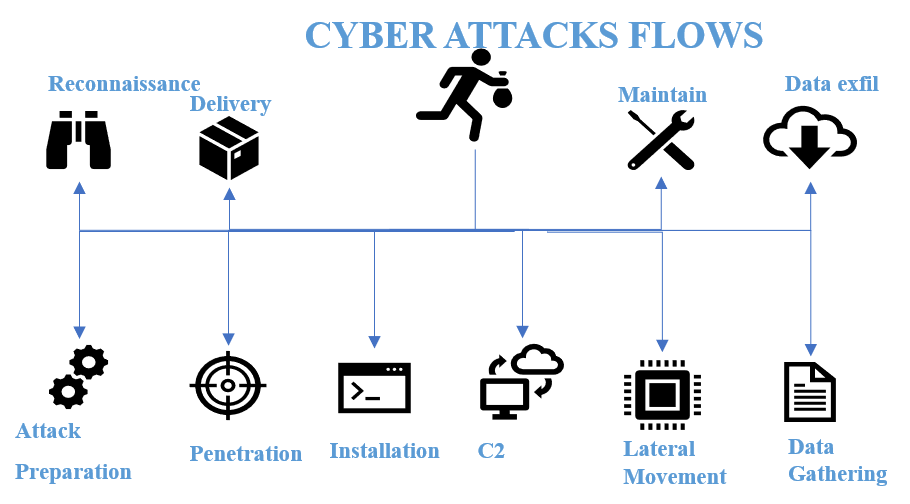 CYBER ATTACKS FLOWS
Reconnaissance
Delivery
Maintain
Data exfil
Attack
Preparation
Penetration
Installation
C2
Lateral
Movement
Data
Gathering